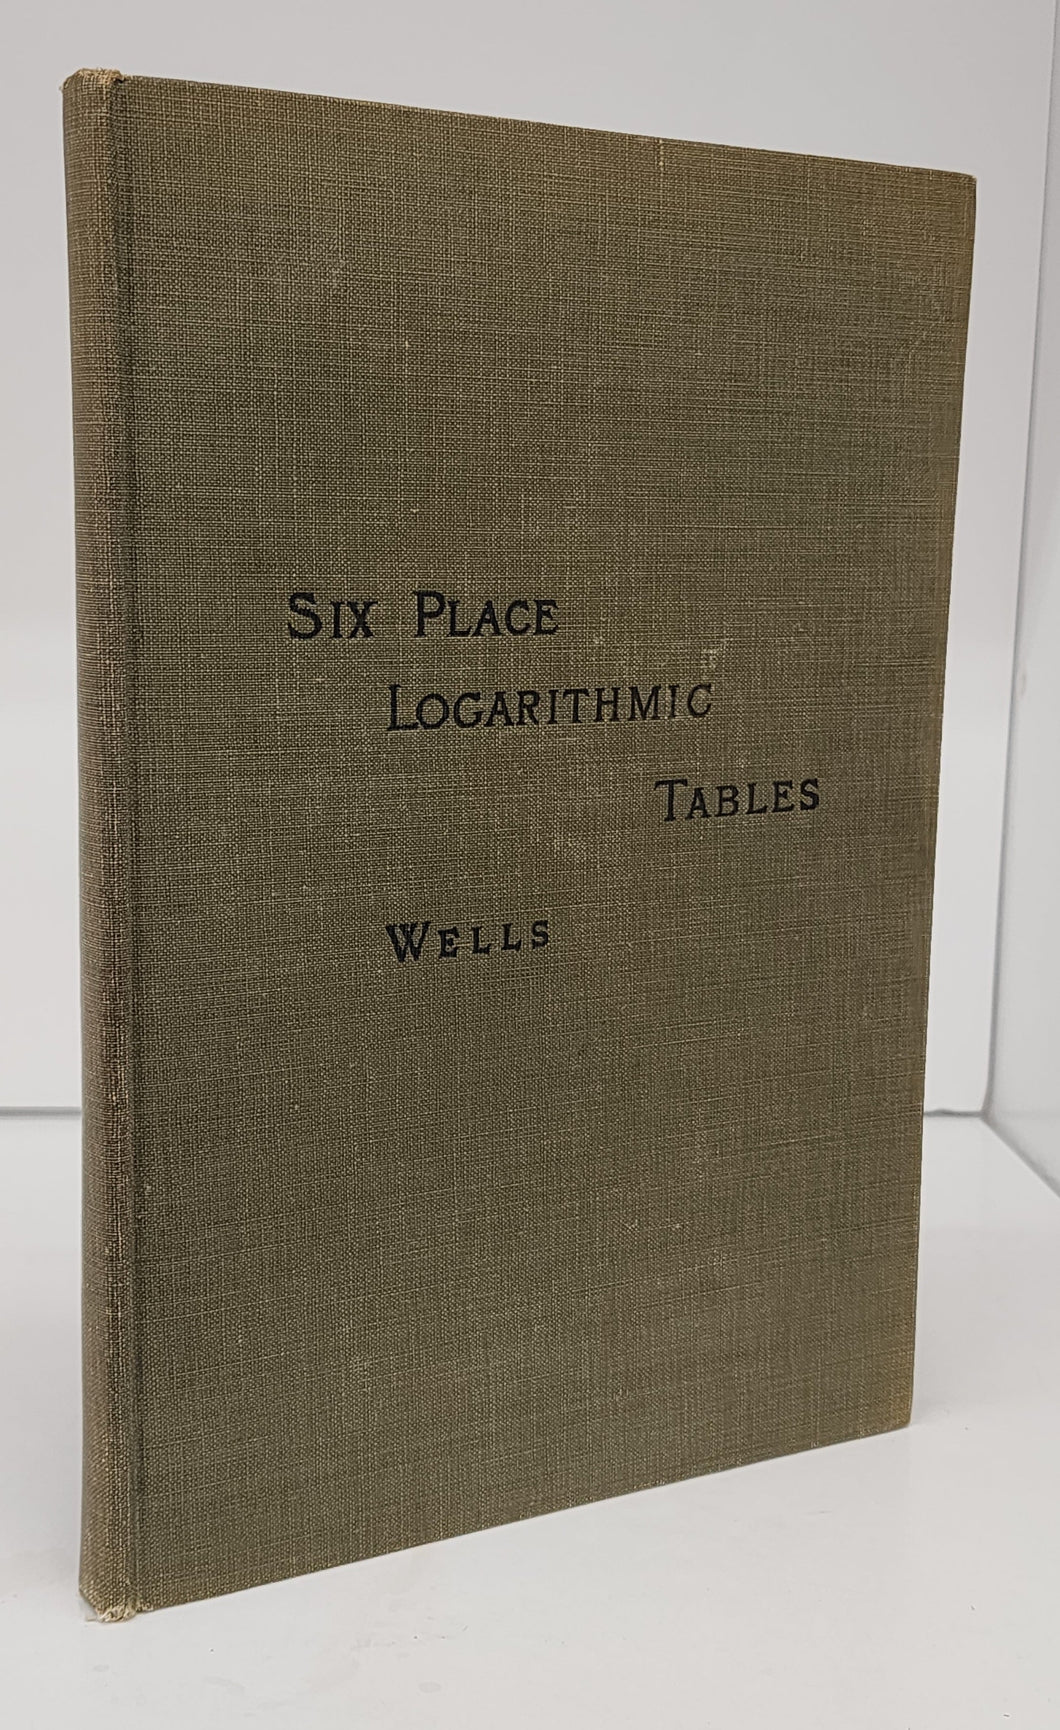 Six Place
Logarithmic
Tables
Wells